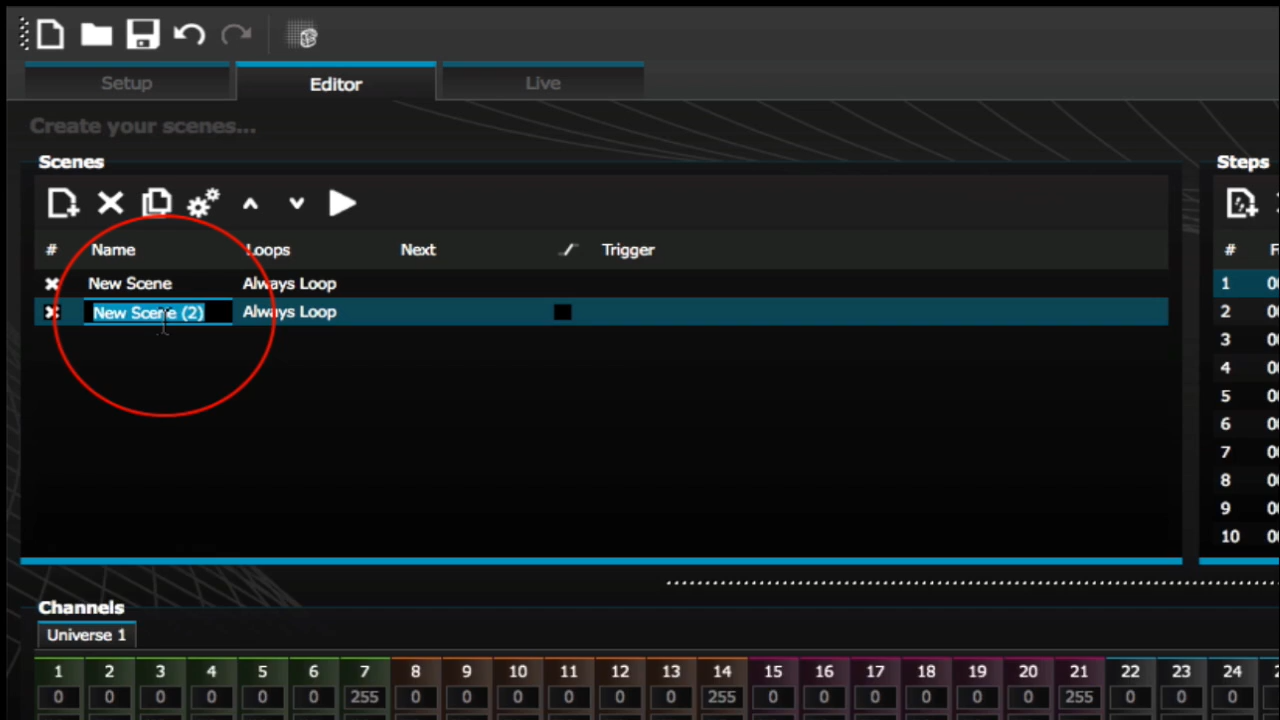 Setup Editor Live
Create your scenes...
Scenes
# Name Loops Next Trigger
New Scene Always Loop
New Scene (2) Always Loop
Steps
#
1
2
3
4
5
6
7
8
9
10
Channels
Universe 1
1 2 3 4 5 6 7 8 9 10 11 12 13 14 15 16 17 18 19 20 21 22 23 24
0 0 0 0 0 0 255 0 0 0 0 0 0 255 0 0 0 0 0 0 255 0 0 0